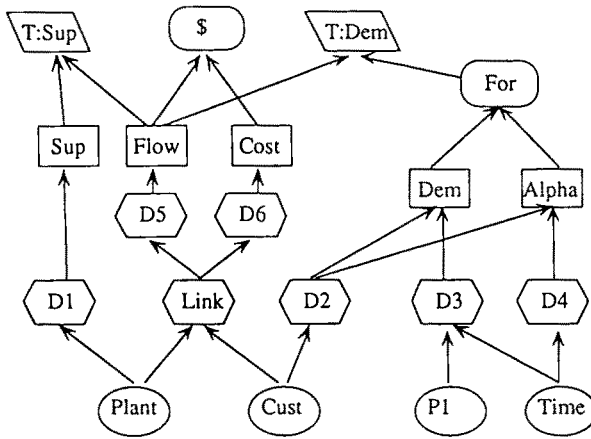 T:Sup
$
T:Dem
For
Sup
Flow
Cost
Dem
Alpha
D5
D6
D1
Link
D2
D3
D4
Plant
Cust
P1
Time